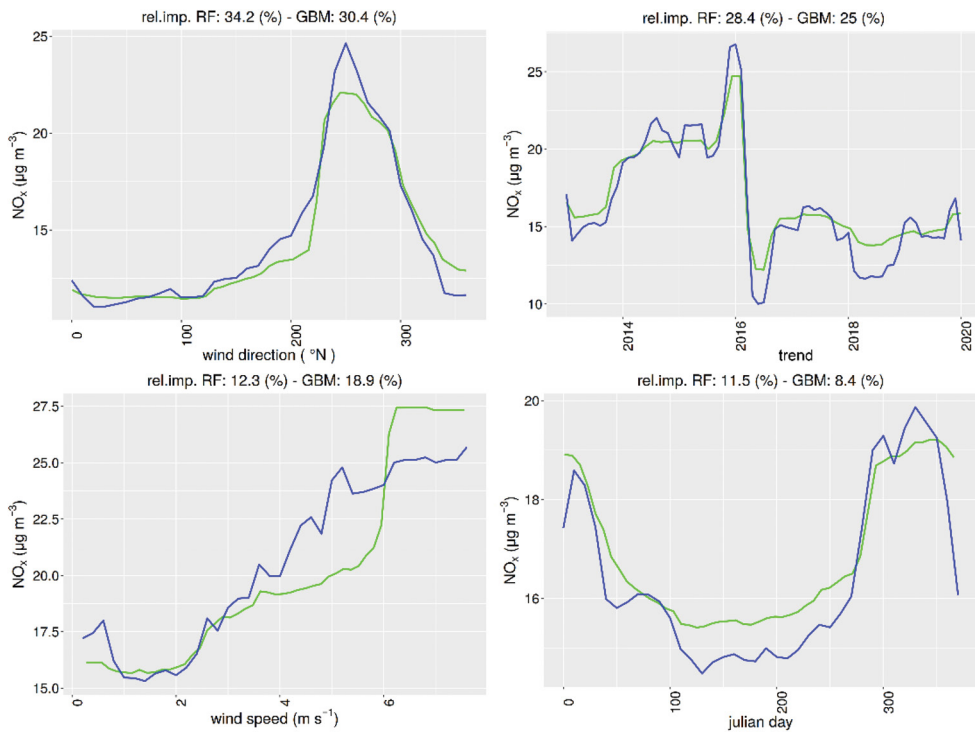 rel.imp. RF: 34.2 (%) - GBM: 30.4 (%)
NOₓ (µg m⁻³)
25
20
15
0
100
200
300
wind direction ( °N)
rel.imp. RF: 28.4 (%) - GBM: 25 (%)
NOₓ (µg m⁻³)
25
20
15
10
2014
2016
2018
2020
trend
rel.imp. RF: 12.3 (%) - GBM: 18.9 (%)
NOₓ (µg m⁻³)
27.5
25.0
22.5
20.0
17.5
15.0
2
4
6
wind speed (m s⁻¹)
rel.imp. RF: 11.5 (%) - GBM: 8.4 (%)
NOₓ (µg m⁻³)
20
18
16
0
100
200
300
julian day